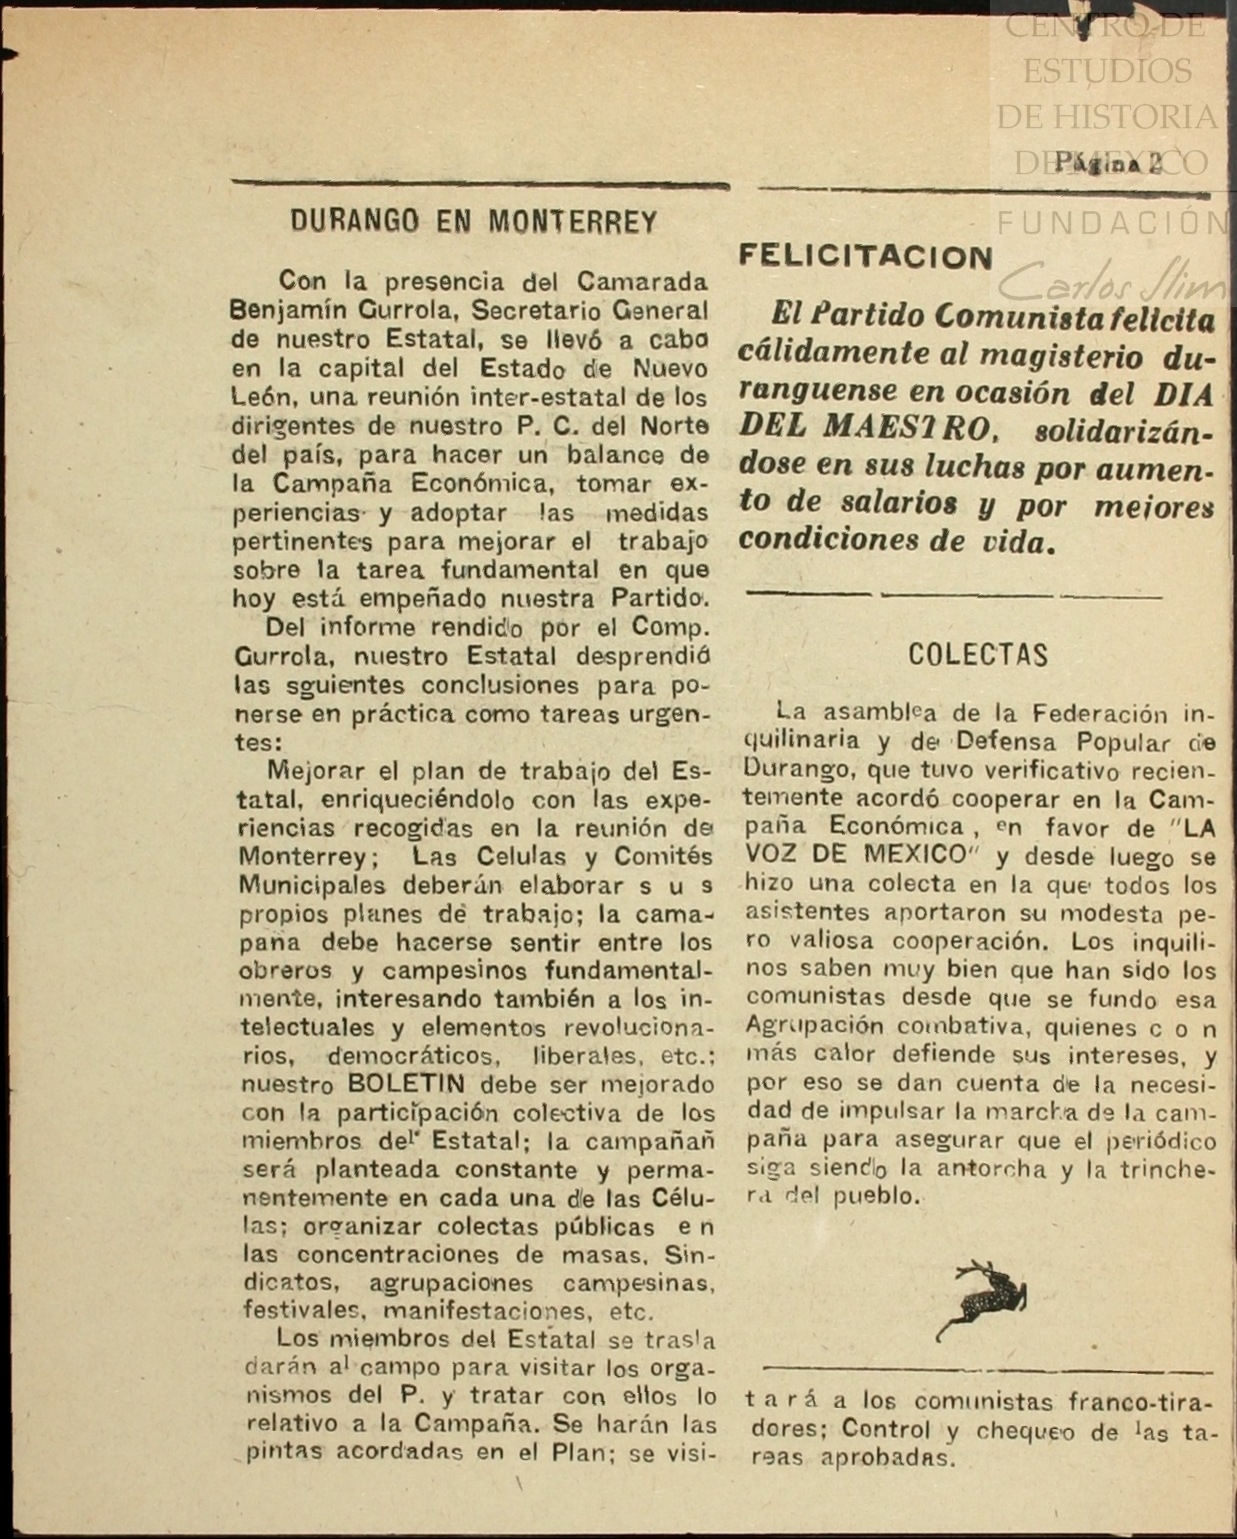 CENTRO DE
ESTUDIOS
DE HISTORIA
DE MEXICO
FUNDACIÓN
Carlos Slim
Página 2
DURANGO EN MONTERREY
Con la presencia del Camarada
Benjamín Gurrola, Secretario General
de nuestro Estatal, se llevó a cabo
en la capital del Estado de Nuevo
León, una reunión inter-estatal de los
dirigentes de nuestro P. C. del Norte
del país, para hacer un balance de
la Campaña Económica, tomar ex-
periencias y adoptar las medidas
pertinentes para mejorar el trabajo
sobre la tarea fundamental en que
hoy está empeñado nuestra Partido.
Del informe rendido por el Comp.
Gurrola, nuestro Estatal desprendió
las sguientes conclusiones para po-
nerse en práctica como tareas urgen-
tes:
Mejorar el plan de trabajo del Es-
tatal, enriqueciéndolo con las expe-
riencias recogidas en la reunión de
Monterrey; Las Celulas y Comités
Municipales deberán elaborar s u s
propios planes de trabajo; la cama-
pana debe hacerse sentir entre los
obreros y campesinos fundamental-
mente, interesando también a los in-
telectuales y elementos revoluciona-
rios, democráticos, liberales, etc.;
nuestro BOLETIN debe ser mejorado
con la participación colectiva de los
miembros del Estatal; la campañañ
será planteada constante y perma-
nentemente en cada una de las Célu-
las; organizar colectas públicas e n
las concentraciones de masas, Sin-
dicatos, agrupaciones campesinas,
festivales, manifestaciones, etc.
Los miembros del Estatal se trasla
darán al campo para visitar los orga-
nismos del P. y tratar con ellos lo
relativo a la Campaña. Se harán las
pintas acordadas en el Plan; se visi-
FELICITACION
El Partido Comunista felicita
cálidamente al magisterio du-
ranguense en ocasión del DIA
DEL MAESTRO, solidarizán-
dose en sus luchas por aumen-
to de salarios y por mejores
condiciones de vida.
COLECTAS
La asamblea de la Federación in-
quilinaria y de Defensa Popular de
Durango, que tuvo verificativo recien-
temente acordó cooperar en la Cam-
paña Económica, en favor de "LA
VOZ DE MEXICO" y desde luego se
hizo una colecta en la que todos los
asistentes aportaron su modesta pe-
ro valiosa cooperación. Los inquili-
nos saben muy bien que han sido los
comunistas desde que se fundo esa
Agrupación combativa, quienes c o n
más calor defiende sus intereses, y
por eso se dan cuenta de la necesi-
dad de impulsar la marcha de la cam-
paña para asegurar que el periódico
siga siendo la antorcha y la trinche-
ra del pueblo.
t a r á a los comunistas franco-tira-
dores; Control y chequeo de las ta-
reas aprobadas.